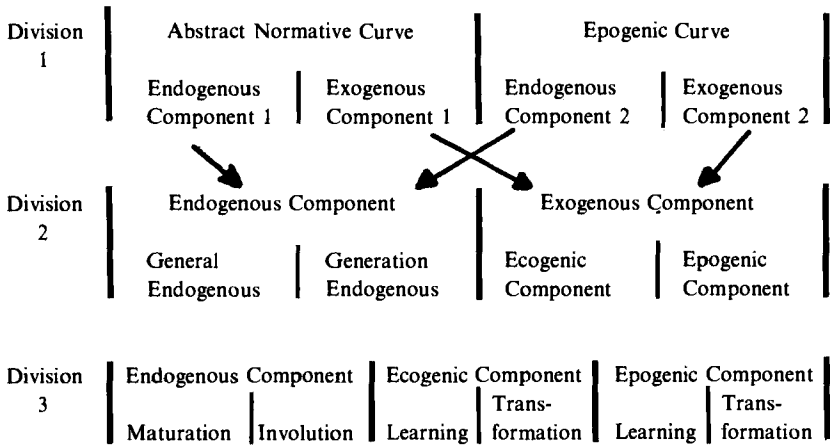 Division
1
Abstract Normative Curve
Epogenic Curve
Endogenous
Component 1
Exogenous
Component 1
Endogenous
Component 2
Exogenous
Component 2
Division
2
Endogenous Component
Exogenous Component
General
Endogenous
Generation
Endogenous
Ecogenic
Component
Epogenic
Component
Division
3
Endogenous Component
Ecogenic Component
Epogenic Component
Maturation
Involution
Learning
Trans-
formation
Learning
Trans-
formation